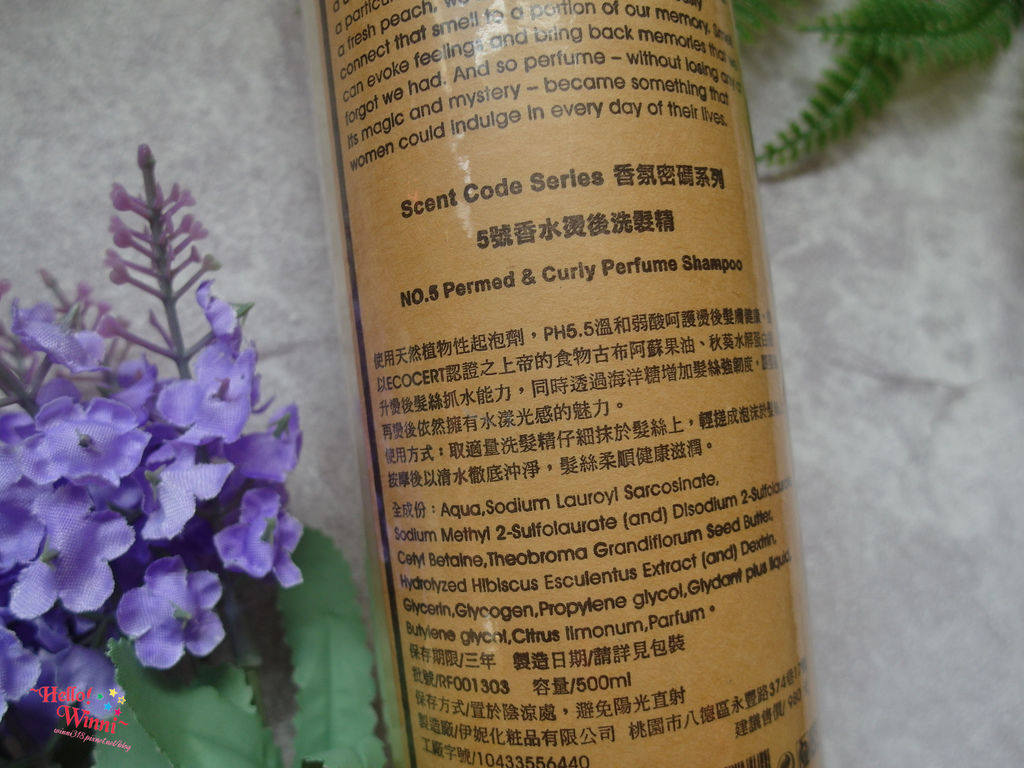 a particular
a fresh peach, we
connect that smell to a portion of our memory. Smell
can evoke feelings and bring back memories that we
forgot we had. And so perfume – without losing any of
its magic and mystery – became something that
women could indulge in every day of their lives.
Scent Code Series 香氛密碼系列
5號香水燙後洗髮精
NO.5 Permed & Curly Perfume Shampoo
使用天然植物性起泡劑，PH5.5溫和弱酸呵護燙後髮膚健康，
以ECOCERT認證之上帝的食物古布阿蘇果油、秋葵水解蛋白
升燙後髮絲抓水能力，同時透過海洋糖增加髮絲強韌度，
再燙後依然擁有水漾光感的魅力。
使用方式：取適量洗髮精仔細抹於髮絲上，輕搓成泡沫於
按摩後以清水徹底沖淨，髮絲柔順健康滋潤。
全成份：Aqua,Sodium Lauroyl Sarcosinate,
Sodium Methyl 2-Sulfolaurate (and) Disodium 2-Sulfolaurate
Cetyl Betaine,Theobroma Grandiflorum Seed Butter,
Hydrolyzed Hibiscus Esculentus Extract (and) Dextrin,
Glycerin,Glycogen,Propylene glycol,Glydant plus liquid,
Butylene glycol,Citrus limonum,Parfum。
保存期限/三年 製造日期/請詳見包裝
批號/RF001303 容量/500ml
保存方式/置於陰涼處，避免陽光直射
製造廠/伊妮化粧品有限公司 桃園市八德區永豐路374巷
工廠字號/10433556440 建議售價/980
~Hello! Winni~
winni318.pixnet.net/blog